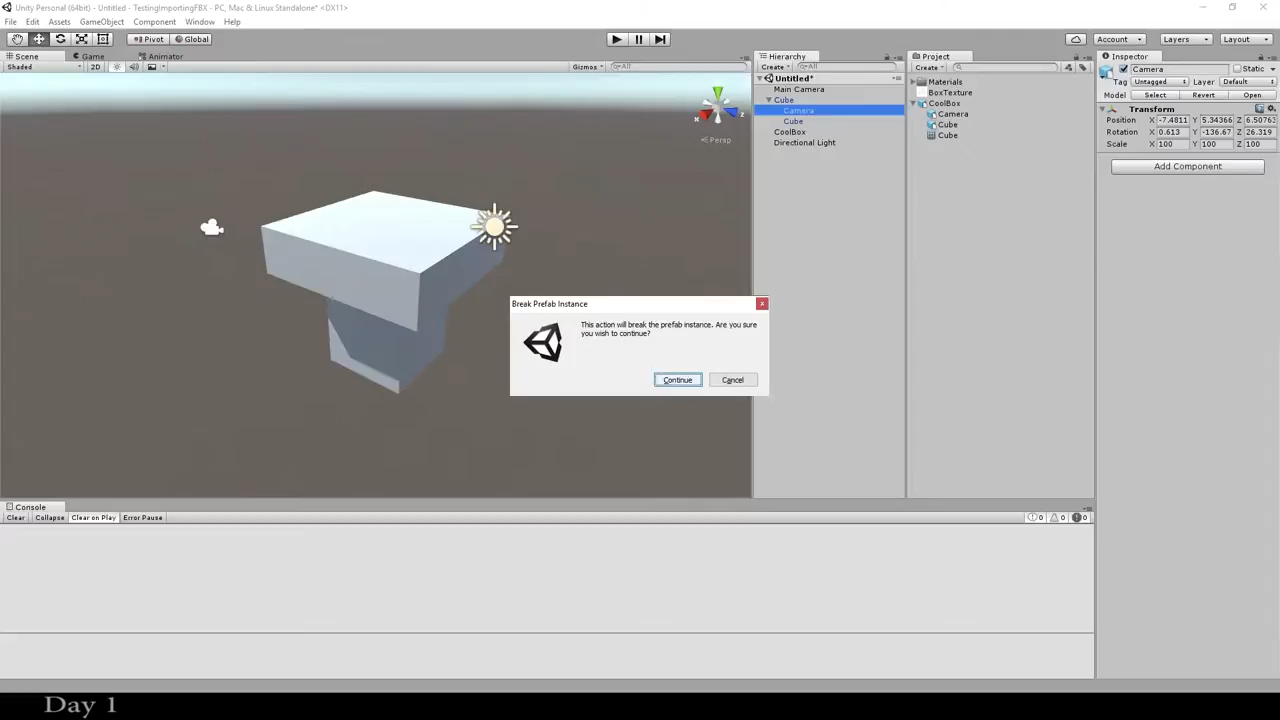 Unity Personal (64bit) - Untitled - TestingImportingFBX - PC, Mac & Linux Standalone* <DX11>
File Edit Assets GameObject Component Window Help
Pivot Global Account Layers Layout
Scene Game Animator
Shaded 2D Gizmos All
Persp
Hierarchy
Create All
Untitled*
Main Camera
Cube
Camera
Cube
CoolBox
Directional Light
Project
Create
Materials
BoxTexture
CoolBox
Camera
Cube
Cube
Inspector
Camera Static
Tag Untagged Layer Default
Model Select Revert Open
Transform
Position X -7.4811 Y 5.34366 Z 6.50763
Rotation X 0.613 Y -136.67 Z 26.319
Scale X 100 Y 100 Z 100
Add Component
Break Prefab Instance
This action will break the prefab instance. Are you sure
you wish to continue?
Continue Cancel
Console
Clear Collapse Clear on Play Error Pause 0 0 0
Day 1